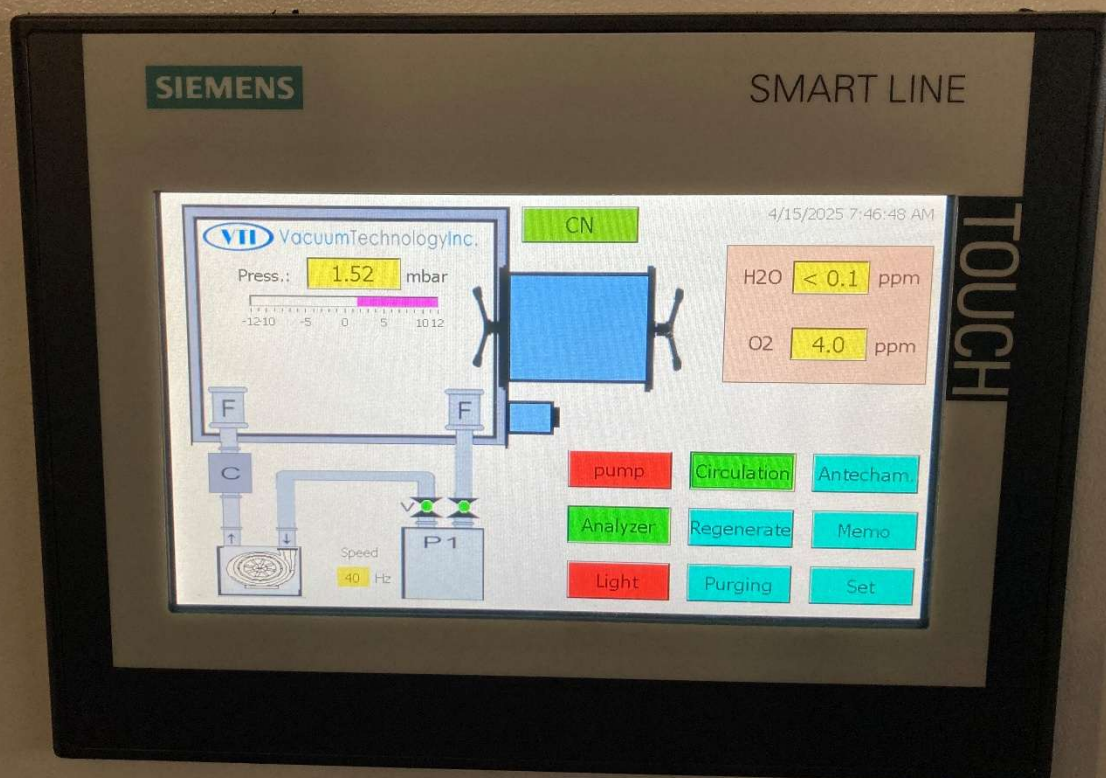 SIEMENS
SMART LINE
TOUCH
VTI VacuumTechnologyInc.
CN
4/15/2025 7:46:48 AM
Press.: 1.52 mbar
-12-10 -5 0 5 10 12
H2O < 0.1 ppm
O2 4.0 ppm
F
F
C
V
P1
Speed
40 Hz
pump Circulation Antecham.
Analyzer Regenerate Memo
Light Purging Set